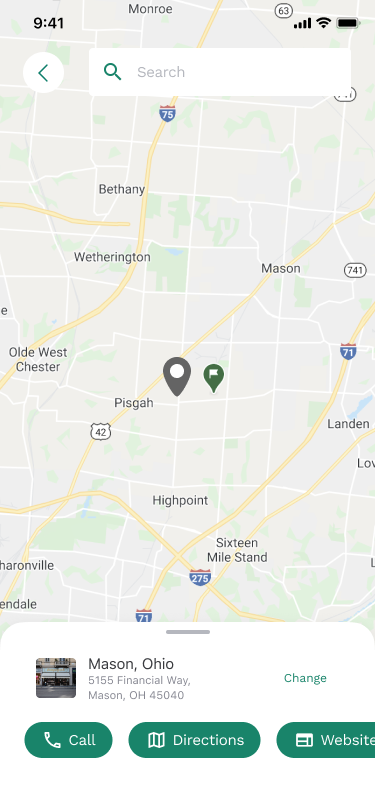 Monroe
9:41
63
Search
75
Bethany
Wetherington
Mason
741
e
Olde West
Chester
71
Pisgah
42
Landen
Lov
Highpoint
Sixteen
Mile Stand
haronville
275
endale
71
Mason, Ohio
5155 Financial Way,
Mason, OH 45040
Change
Call
Directions
Website